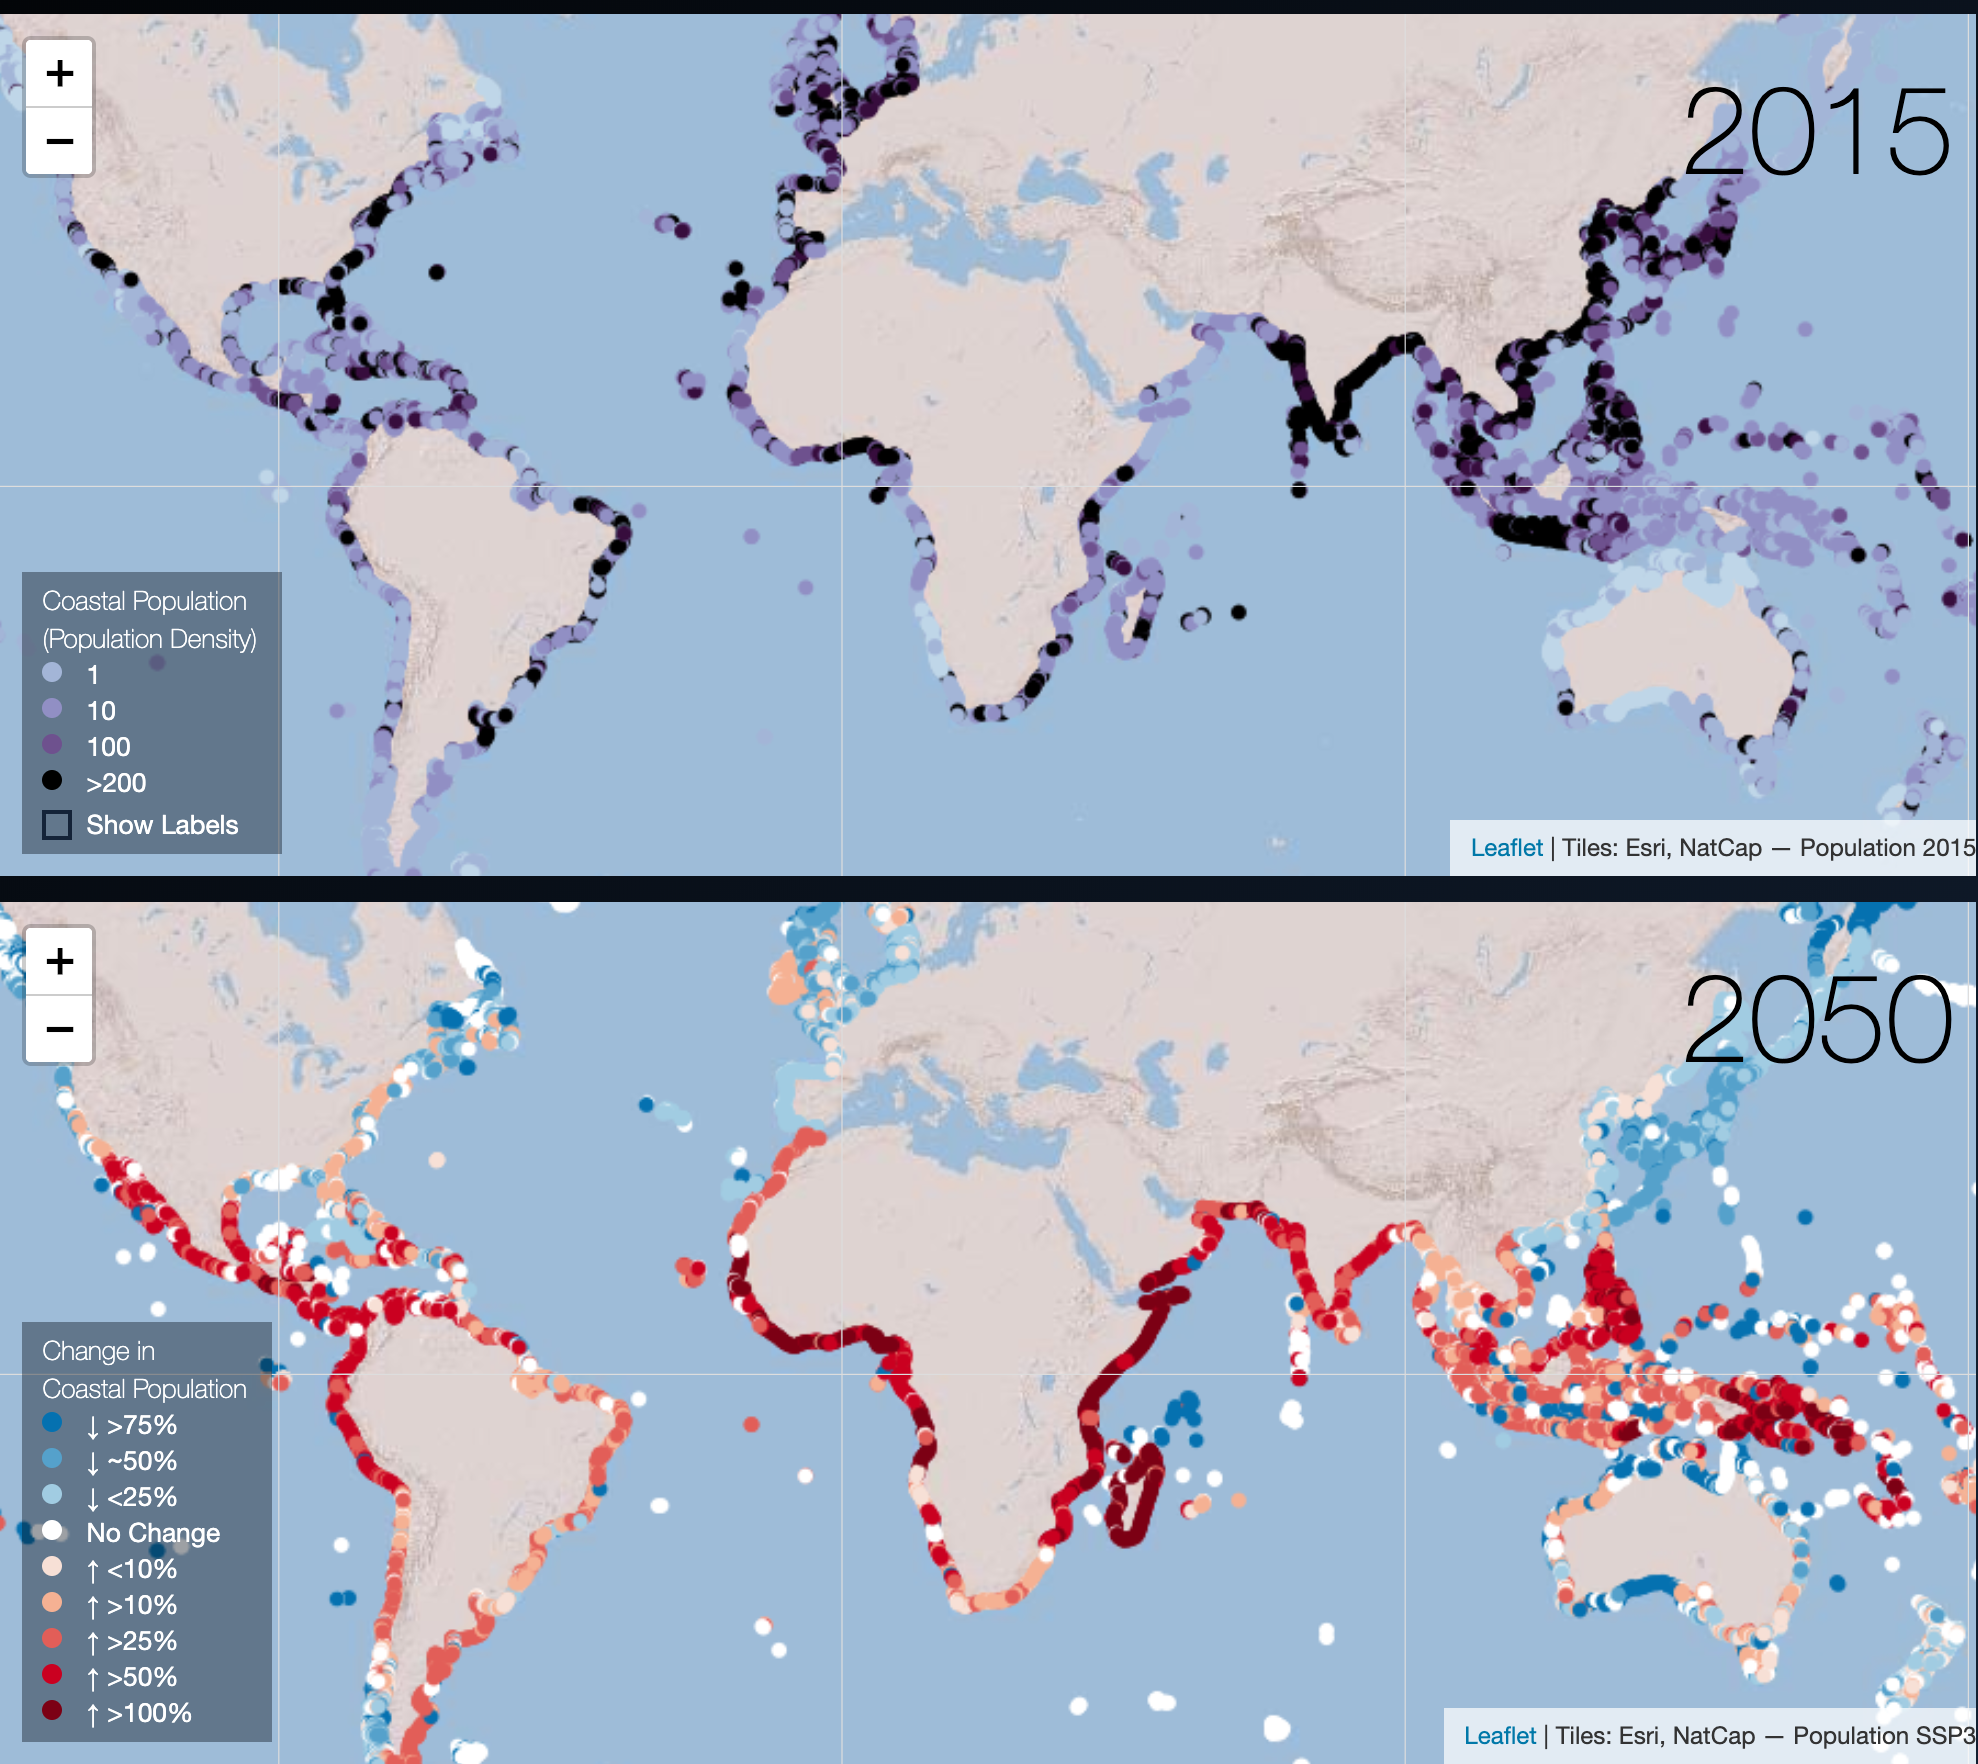 +
−
2015
Coastal Population
(Population Density)
1
10
100
>200
Show Labels
Leaflet | Tiles: Esri, NatCap — Population 2015
+
−
2050
Change in
Coastal Population
↓ >75%
↓ ~50%
↓ <25%
No Change
↑ <10%
↑ >10%
↑ >25%
↑ >50%
↑ >100%
Leaflet | Tiles: Esri, NatCap — Population SSP3